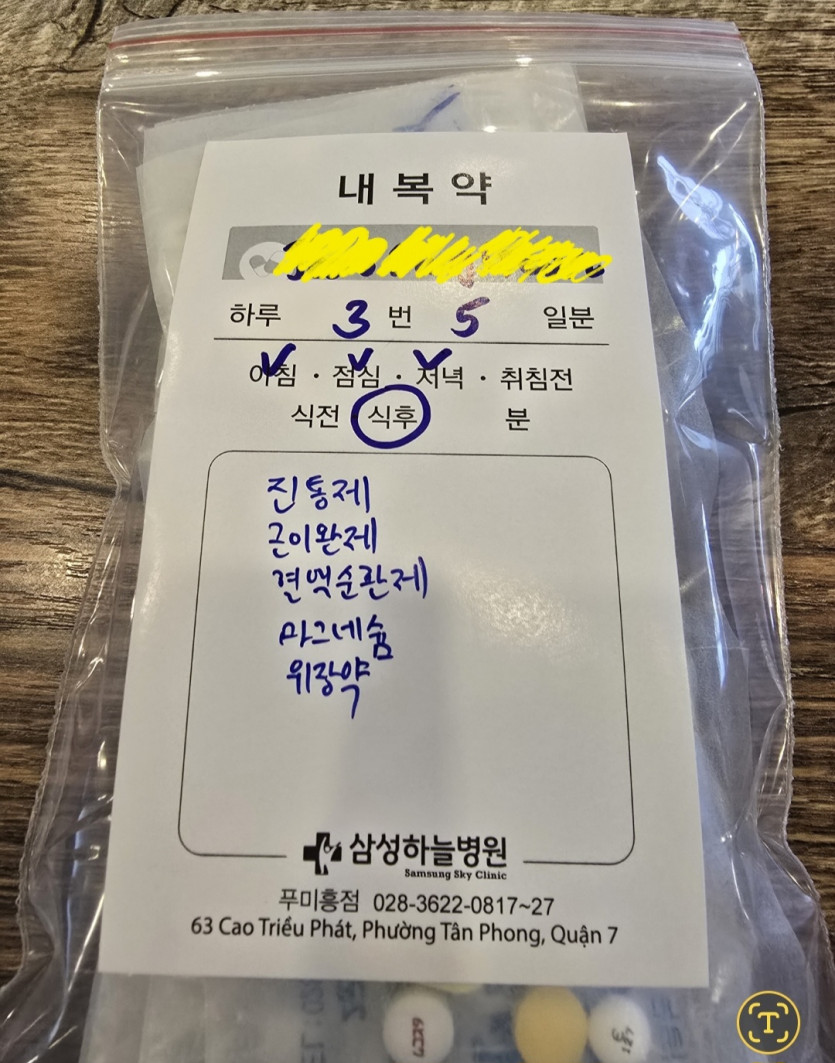 내복약
하루 3 번 5 일분
아침 · 점심 · 저녁 · 취침전
식전 식후 분
진통제
근이완제
혈액순환제
마그네슘
위장약
삼성하늘병원
Samsung Sky Clinic
푸미흥점 028-3622-0817~27
63 Cao Triều Phát, Phường Tân Phong, Quận 7
T